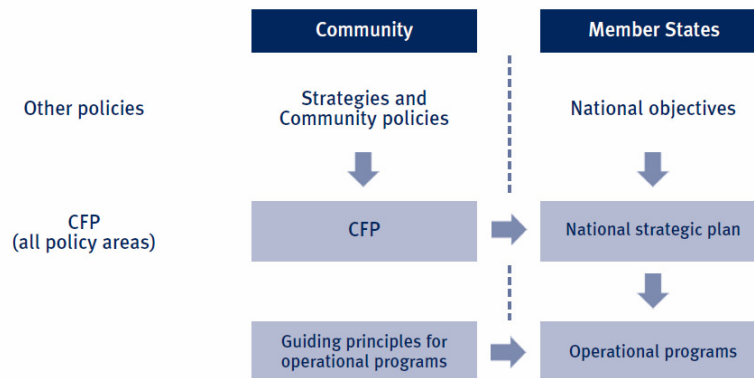 Community
Member States
Other policies
Strategies and
Community policies
National objectives
CFP
(all policy areas)
CFP
National strategic plan
Guiding principles for
operational programs
Operational programs